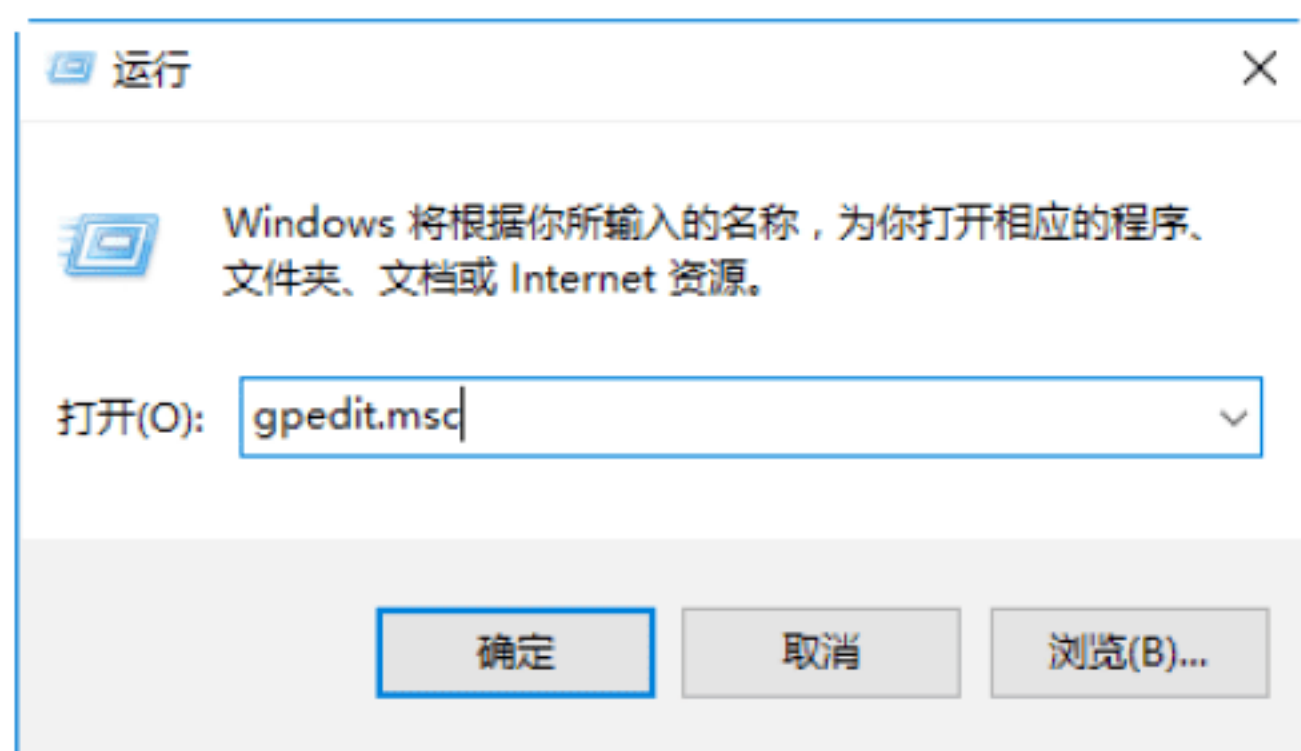 运行
Windows 将根据你所输入的名称，为你打开相应的程序、
文件夹、文档或 Internet 资源。
打开(O): gpedit.msc
确定 取消 浏览(B)...